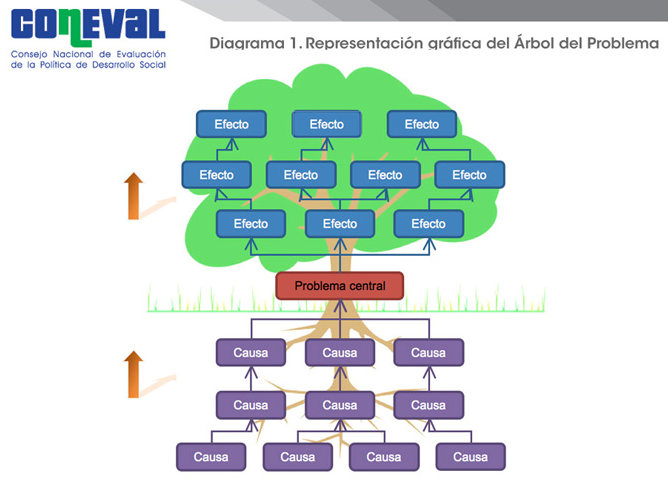 CONEVAL
Consejo Nacional de Evaluación
de la Política de Desarrollo Social
Diagrama 1. Representación gráfica del Árbol del Problema
Efecto Efecto Efecto
Efecto Efecto Efecto Efecto
Efecto Efecto Efecto
Problema central
Causa Causa Causa
Causa Causa Causa
Causa Causa Causa Causa